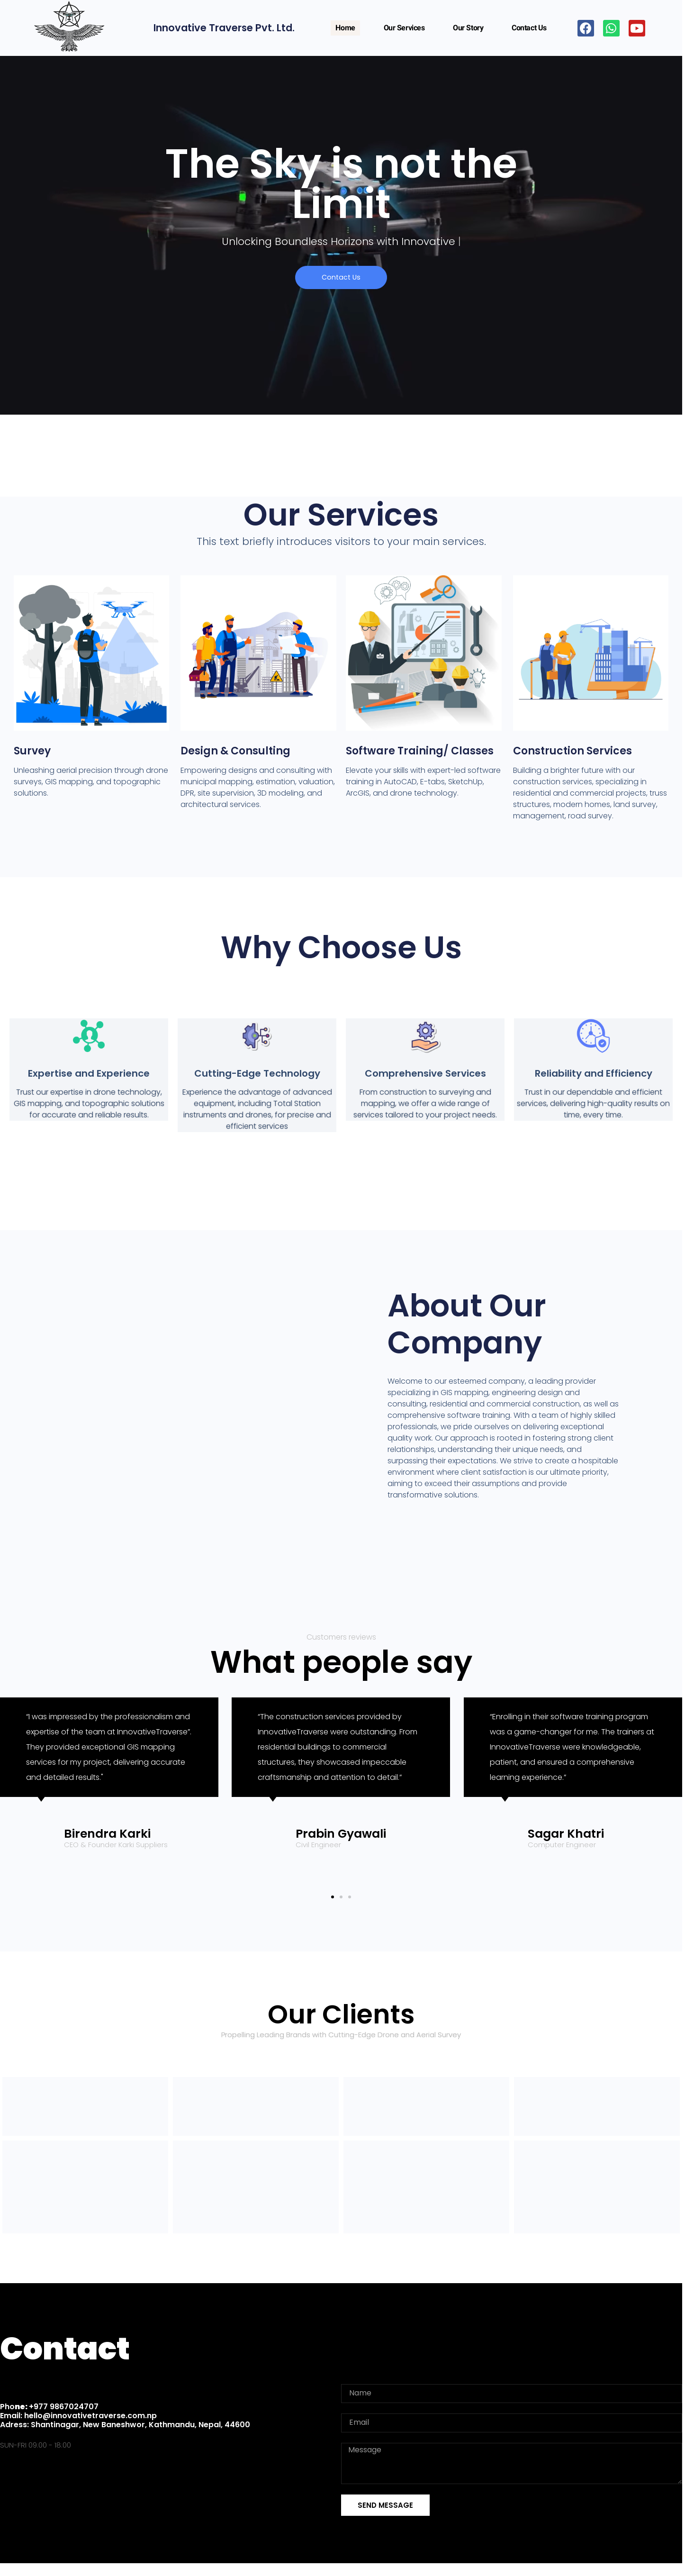 Innovative Traverse Pvt. Ltd.
Home
Our Services
Our Story
Contact Us
The Sky is not the
Limit
Unlocking Boundless Horizons with Innovative |
Contact Us
Our Services
This text briefly introduces visitors to your main services.
Survey
Unleashing aerial precision through drone
surveys, GIS mapping, and topographic
solutions.
Design & Consulting
Empowering designs and consulting with
municipal mapping, estimation, valuation,
DPR, site supervision, 3D modeling, and
architectural services.
Software Training/ Classes
Elevate your skills with expert-led software
training in AutoCAD, E-tabs, SketchUp,
ArcGIS, and drone technology.
Construction Services
Building a brighter future with our
construction services, specializing in
residential and commercial projects, truss
structures, modern homes, land survey,
management, road survey.
Why Choose Us
Expertise and Experience
Trust our expertise in drone technology,
GIS mapping, and topographic solutions
for accurate and reliable results.
Cutting-Edge Technology
Experience the advantage of advanced
equipment, including Total Station
instruments and drones, for precise and
efficient services
Comprehensive Services
From construction to surveying and
mapping, we offer a wide range of
services tailored to your project needs.
Reliability and Efficiency
Trust in our dependable and efficient
services, delivering high-quality results on
time, every time.
About Our
Company
Welcome to our esteemed company, a leading provider
specializing in GIS mapping, engineering design and
consulting, residential and commercial construction, as well as
comprehensive software training. With a team of highly skilled
professionals, we pride ourselves on delivering exceptional
quality work. Our approach is rooted in fostering strong client
relationships, understanding their unique needs, and
surpassing their expectations. We strive to create a hospitable
environment where client satisfaction is our ultimate priority,
aiming to exceed their assumptions and provide
transformative solutions.
Customers reviews
What people say
“I was impressed by the professionalism and
expertise of the team at InnovativeTraverse”.
They provided exceptional GIS mapping
services for my project, delivering accurate
and detailed results."
Birendra Karki
CEO & Founder Karki Suppliers
“The construction services provided by
InnovativeTraverse were outstanding. From
residential buildings to commercial
structures, they showcased impeccable
craftsmanship and attention to detail.”
Prabin Gyawali
Civil Engineer
“Enrolling in their software training program
was a game-changer for me. The trainers at
InnovativeTraverse were knowledgeable,
patient, and ensured a comprehensive
learning experience.”
Sagar Khatri
Computer Engineer
Our Clients
Propelling Leading Brands with Cutting-Edge Drone and Aerial Survey
Contact
Phone: +977 9867024707
Email: hello@innovativetraverse.com.np
Adress: Shantinagar, New Baneshwor, Kathmandu, Nepal, 44600
SUN-FRI 09:00 - 18:00
Name
Email
Message
SEND MESSAGE